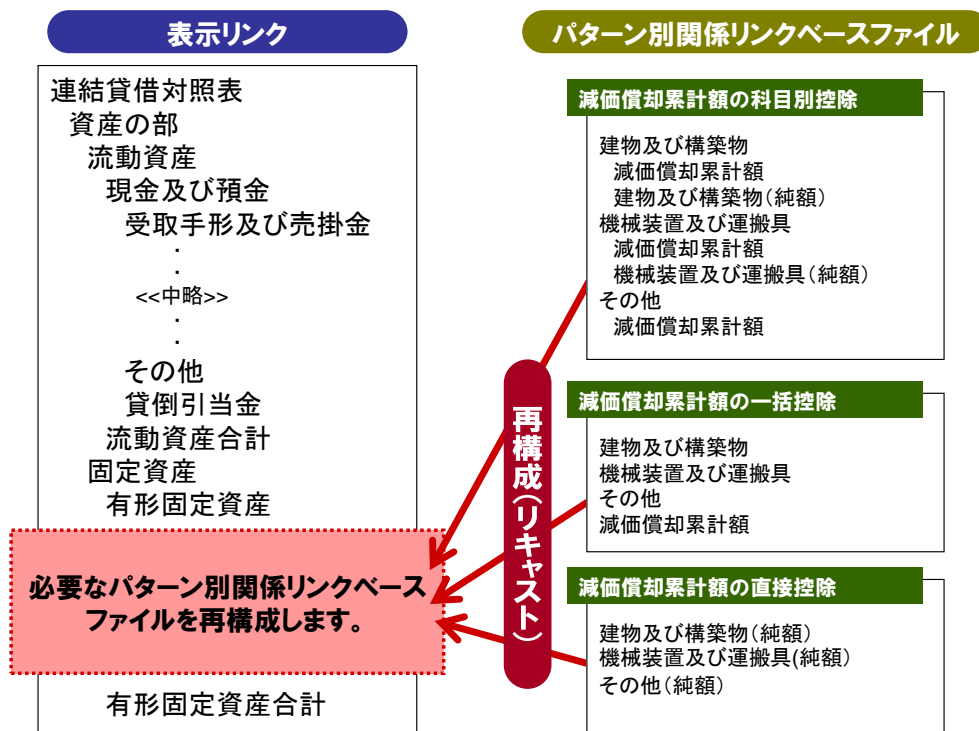 表示リンク
連結貸借対照表
資産の部
流動資産
現金及び預金
受取手形及び売掛金
・
・
<<中略>>
・
・
その他
貸倒引当金
流動資産合計
固定資産
有形固定資産
必要なパターン別関係リンクベース
ファイルを再構成します。
有形固定資産合計
再構成(リキャスト)
パターン別関係リンクベースファイル
減価償却累計額の科目別控除
建物及び構築物
減価償却累計額
建物及び構築物(純額)
機械装置及び運搬具
減価償却累計額
機械装置及び運搬具(純額)
その他
減価償却累計額
減価償却累計額の一括控除
建物及び構築物
機械装置及び運搬具
その他
減価償却累計額
減価償却累計額の直接控除
建物及び構築物(純額)
機械装置及び運搬具(純額)
その他(純額)